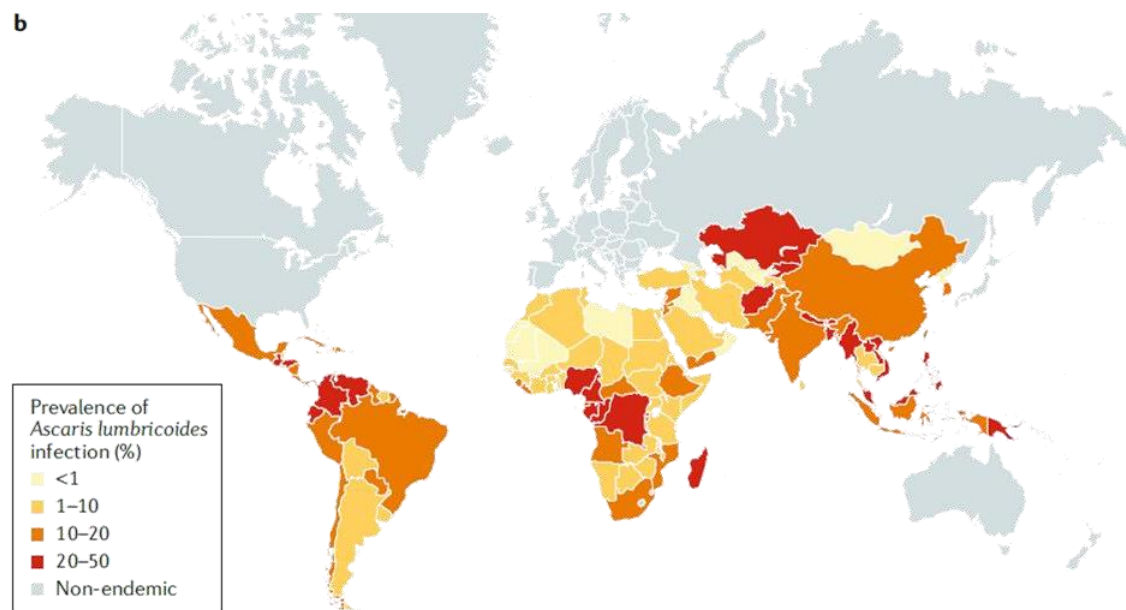 b
Prevalence of
Ascaris lumbricoides
infection (%)
<1
1–10
10–20
20–50
Non-endemic